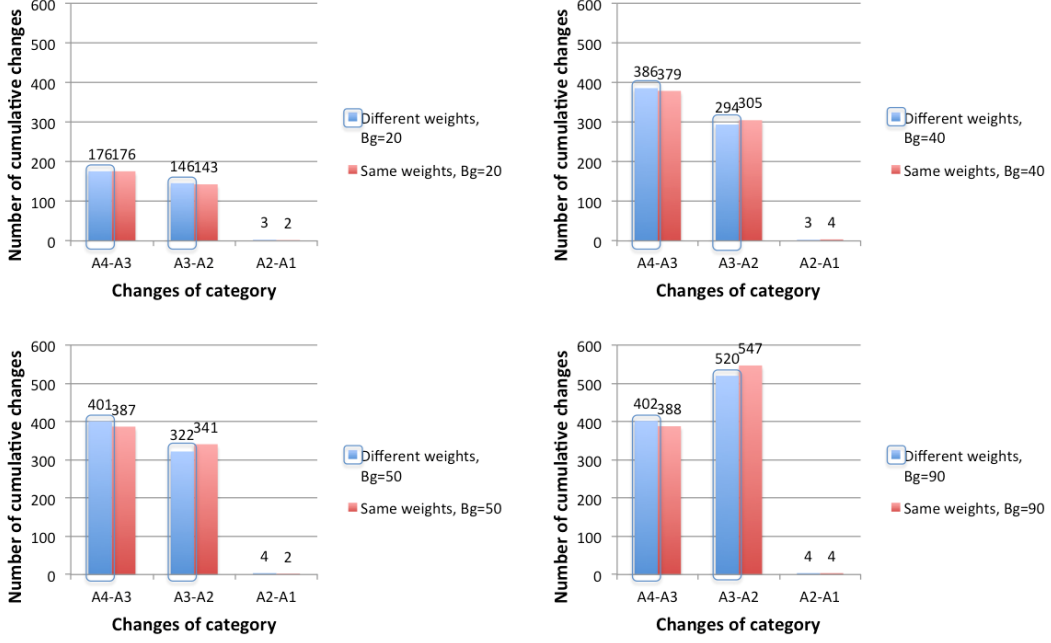 600
500
400
300
200
100
0
Number of cumulative changes
176 176
146 143
3 2
A4-A3 A3-A2 A2-A1
Changes of category
Different weights,
Bg=20
Same weights, Bg=20
600
500
400
300
200
100
0
Number of cumulative changes
386 379
294 305
3 4
A4-A3 A3-A2 A2-A1
Changes of category
Different weights,
Bg=40
Same weights, Bg=40
600
500
400
300
200
100
0
Number of cumulative changes
401 387
322 341
4 2
A4-A3 A3-A2 A2-A1
Changes of category
Different weights,
Bg=50
Same weights, Bg=50
600
500
400
300
200
100
0
Number of cumulative changes
402 388
520 547
4 4
A4-A3 A3-A2 A2-A1
Changes of category
Different weights,
Bg=90
Same weights, Bg=90